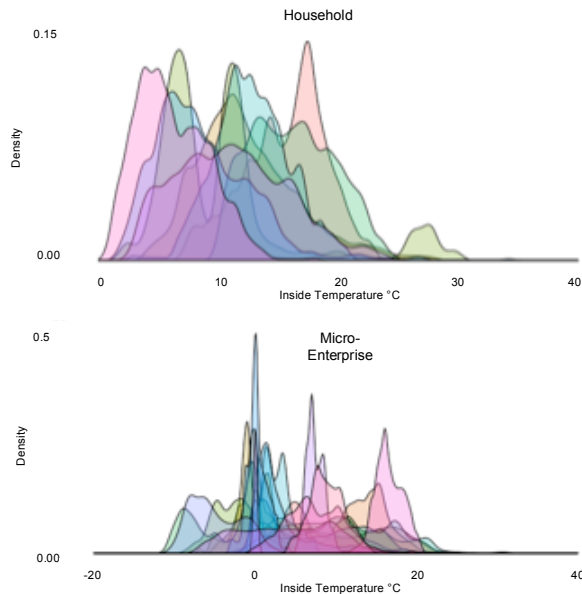 Household
0.15
Density
0.00
0
10
20
30
40
Inside Temperature °C
Micro-
Enterprise
0.5
Density
0.00
-20
0
20
40
Inside Temperature °C